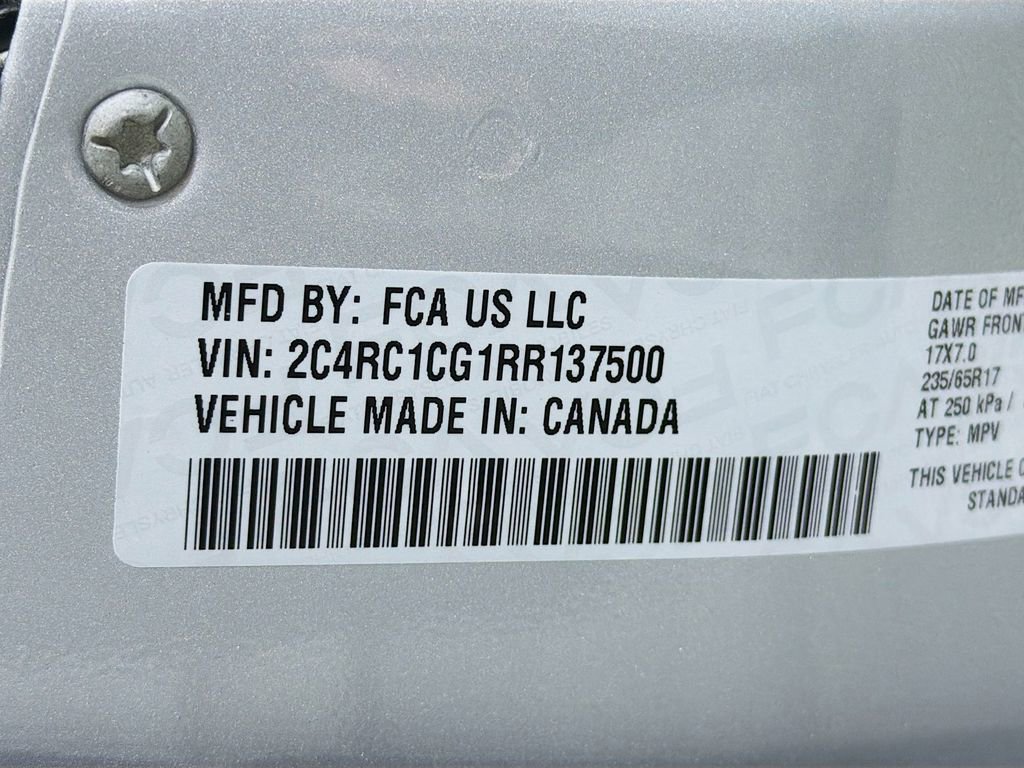 MFD BY: FCA US LLC
VIN: 2C4RC1CG1RR137500
VEHICLE MADE IN: CANADA
DATE OF MF
GAWR FRONT
17X7.0
235/65R17
AT 250 kPa /
TYPE: MPV
THIS VEHICLE
STANDA